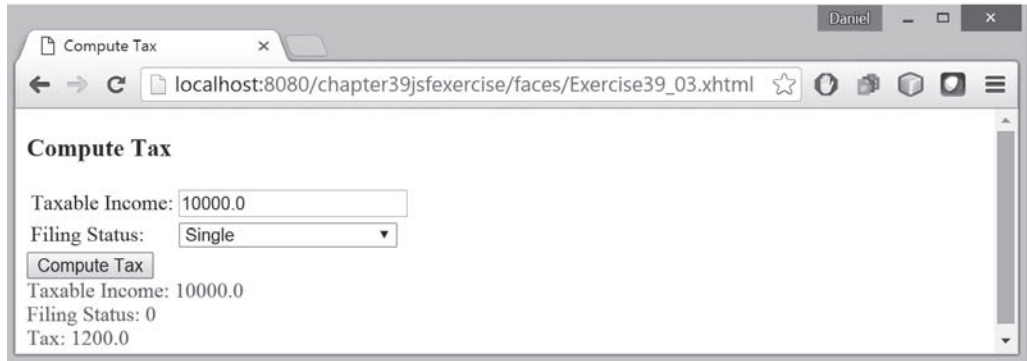 Daniel
Compute Tax
localhost:8080/chapter39jsfexercise/faces/Exercise39_03.xhtml
Compute Tax
Taxable Income: 10000.0
Filing Status: Single
Compute Tax
Taxable Income: 10000.0
Filing Status: 0
Tax: 1200.0